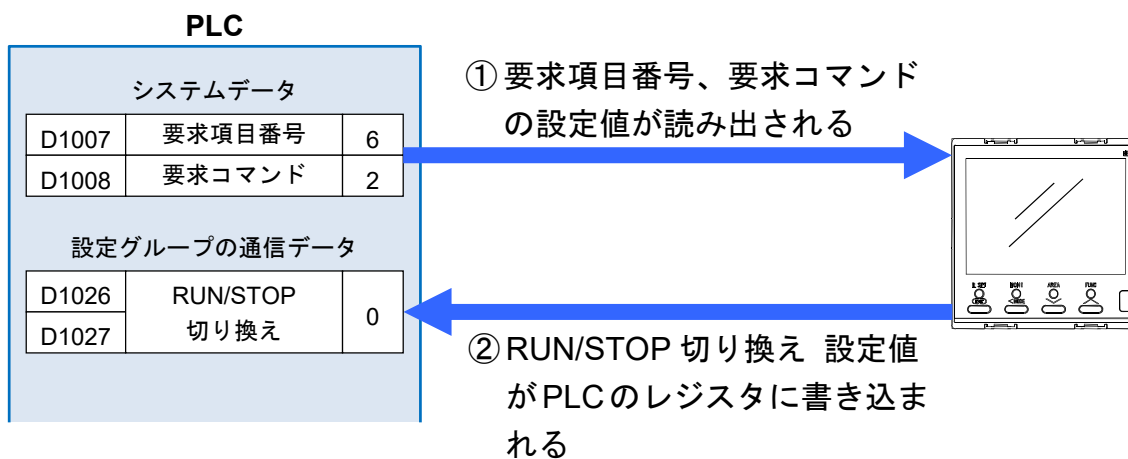 PLC
システムデータ
D1007 要求項目番号 6
D1008 要求コマンド 2
設定グループの通信データ
D1026 RUN/STOP 切り換え 0
D1027
① 要求項目番号、要求コマンド
の設定値が読み出される
② RUN/STOP 切り換え 設定値
がPLCのレジスタに書き込ま
れる
R.SET MONI AREA FUNC
<MODE